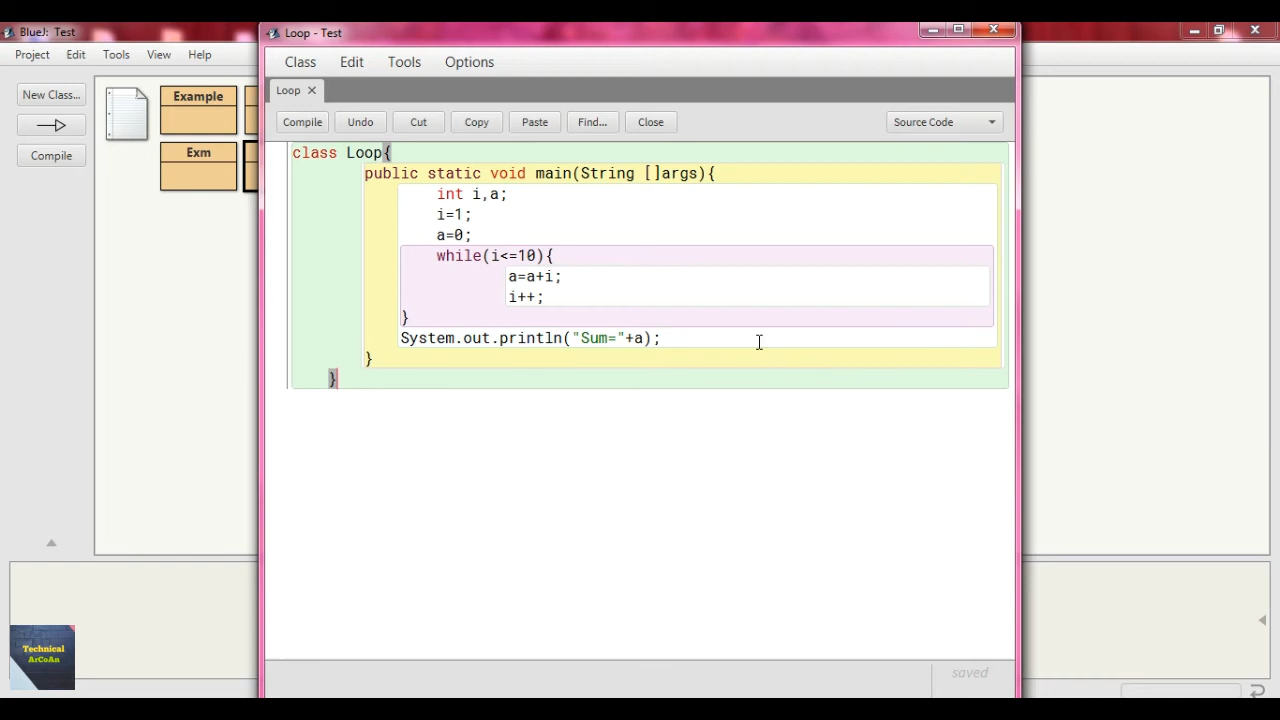 BlueJ: Test
Project Edit Tools View Help
New Class...
Compile
Example
Exm
Loop - Test
Class Edit Tools Options
Loop
Compile Undo Cut Copy Paste Find... Close Source Code
class Loop{
public static void main(String []args){
int i,a;
i=1;
a=0;
while(i<=10){
a=a+i;
i++;
}
System.out.println("Sum="+a);
}
}
saved
Technical
ArCoAn